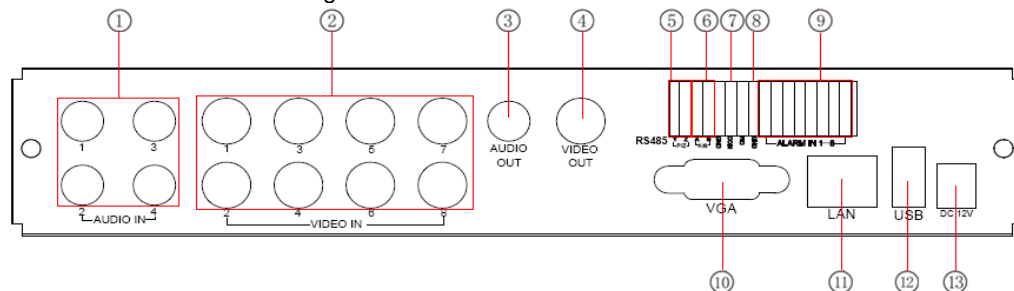 ① ② ③ ④ ⑤ ⑥ ⑦ ⑧ ⑨
1 3 1 3 5 7
AUDIO OUT
VIDEO OUT
RS485
ALARM IN 1 8
2 AUDIO IN 4
2 4 VIDEO IN 6 8
VGA LAN USB DC 12V
⑩ ⑪ ⑫ ⑬